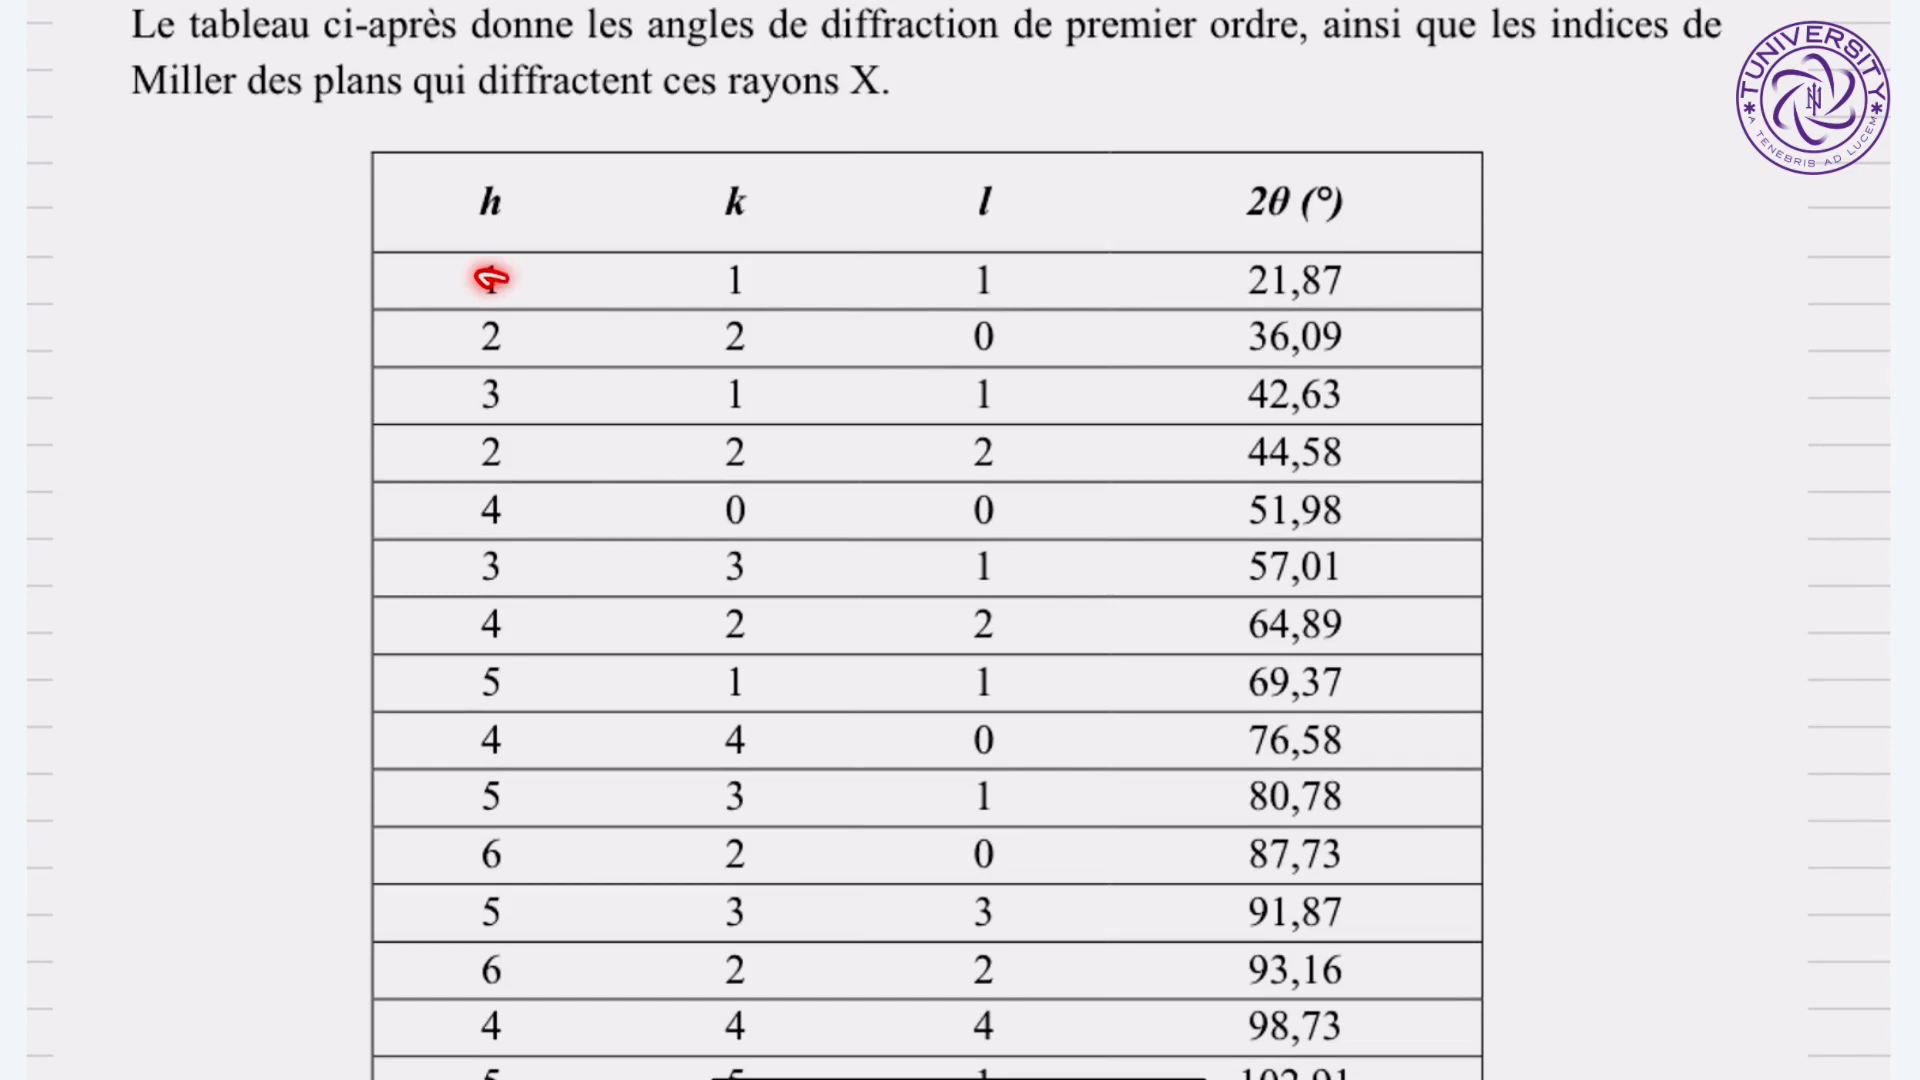 Le tableau ci-après donne les angles de diffraction de premier ordre, ainsi que les indices de
Miller des plans qui diffractent ces rayons X.
TUNIVERSITY
A TENEBRIS AD LUCEM
h k l 2θ (°)
1 1 21,87
2 2 0 36,09
3 1 1 42,63
2 2 2 44,58
4 0 0 51,98
3 3 1 57,01
4 2 2 64,89
5 1 1 69,37
4 4 0 76,58
5 3 1 80,78
6 2 0 87,73
5 3 3 91,87
6 2 2 93,16
4 4 4 98,73